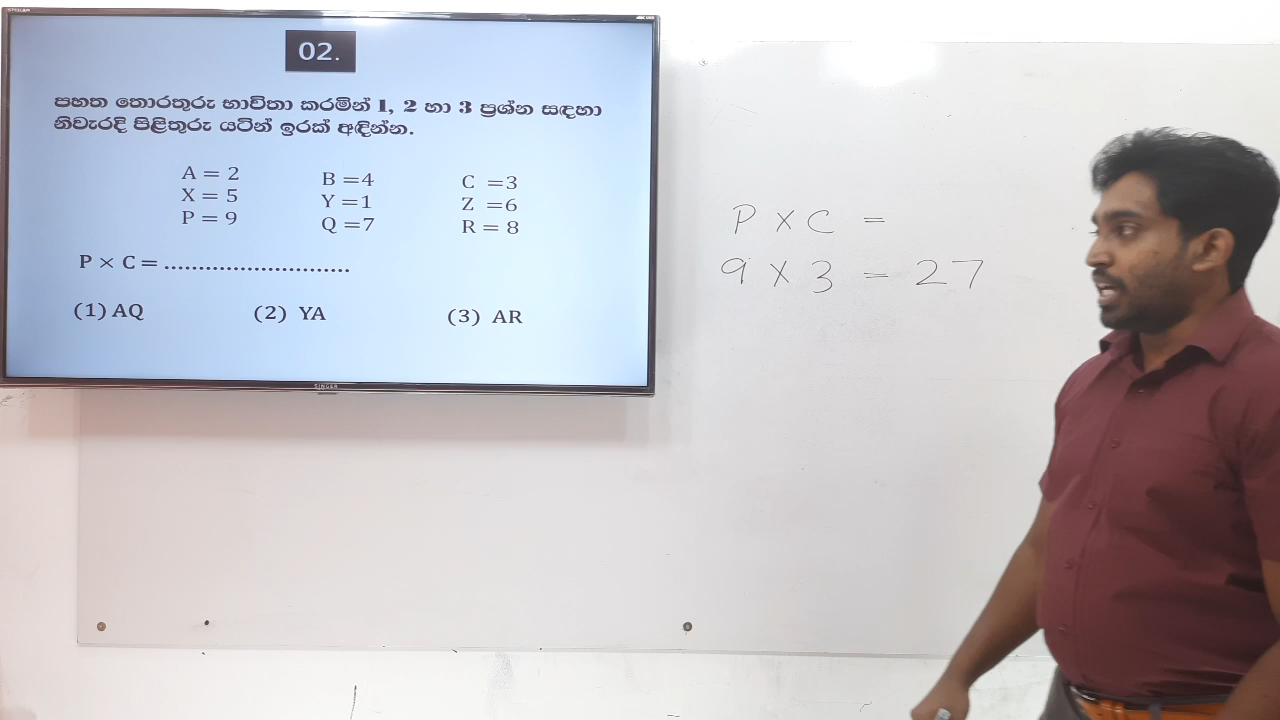 02.
පහත තොරතුරු භාවිතා කරමින් 1, 2 හා 3 ප්‍රශ්න සඳහා
නිවැරදි පිළිතුරු යටින් ඉරක් අඳින්න.
A = 2 B =4 C =3
X = 5 Y =1 Z =6
P = 9 Q =7 R = 8
P × C = ...........................
(1) AQ (2) YA (3) AR
SINGER
P X C =
9 X 3 = 27